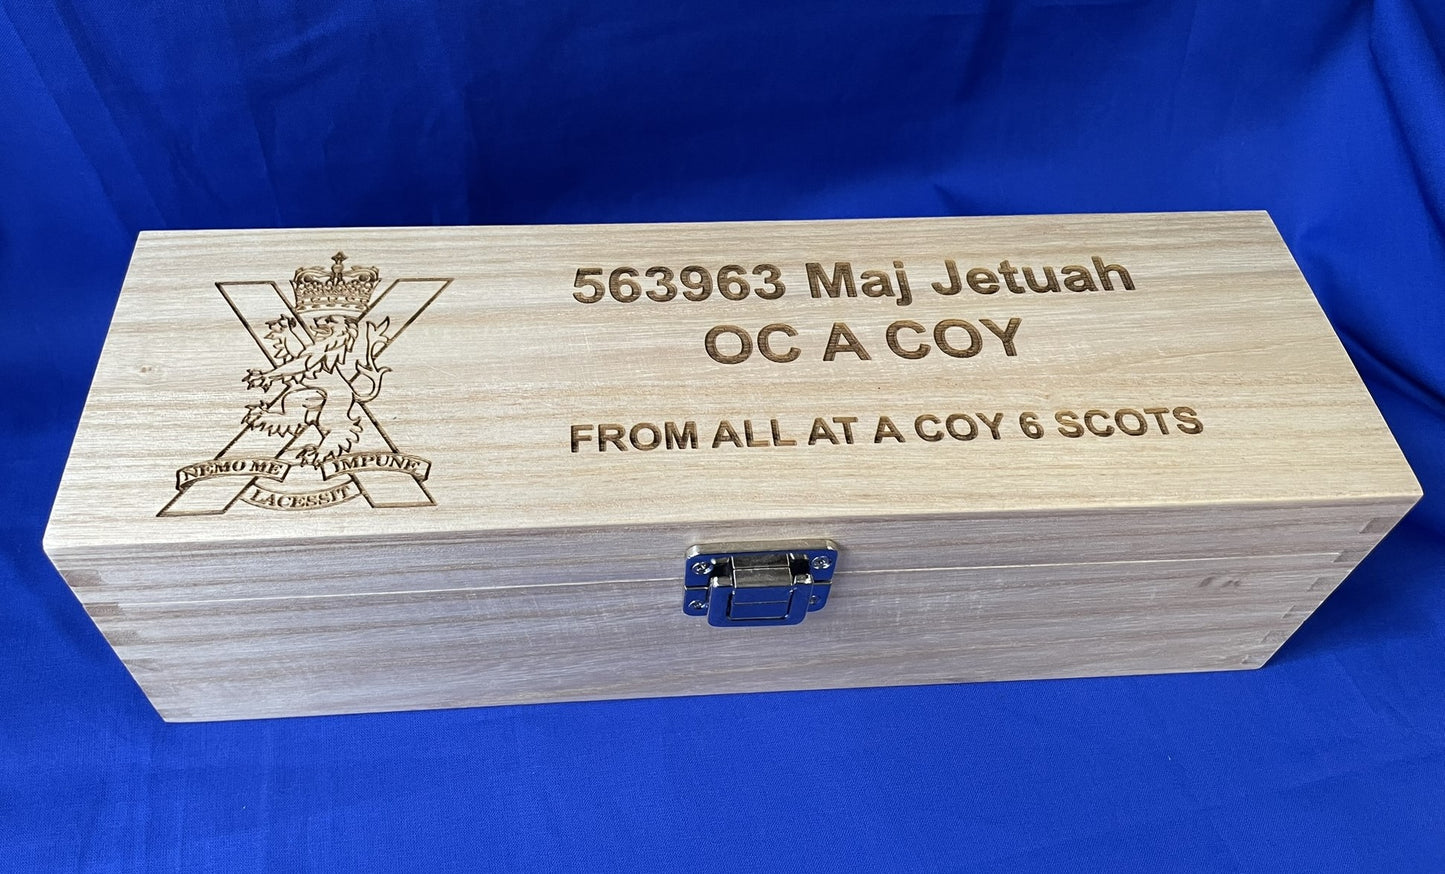 563963 Maj Jetuah
OC A COY
FROM ALL AT A COY 6 SCOTS
NEMO ME IMPUNE
LACESSIT